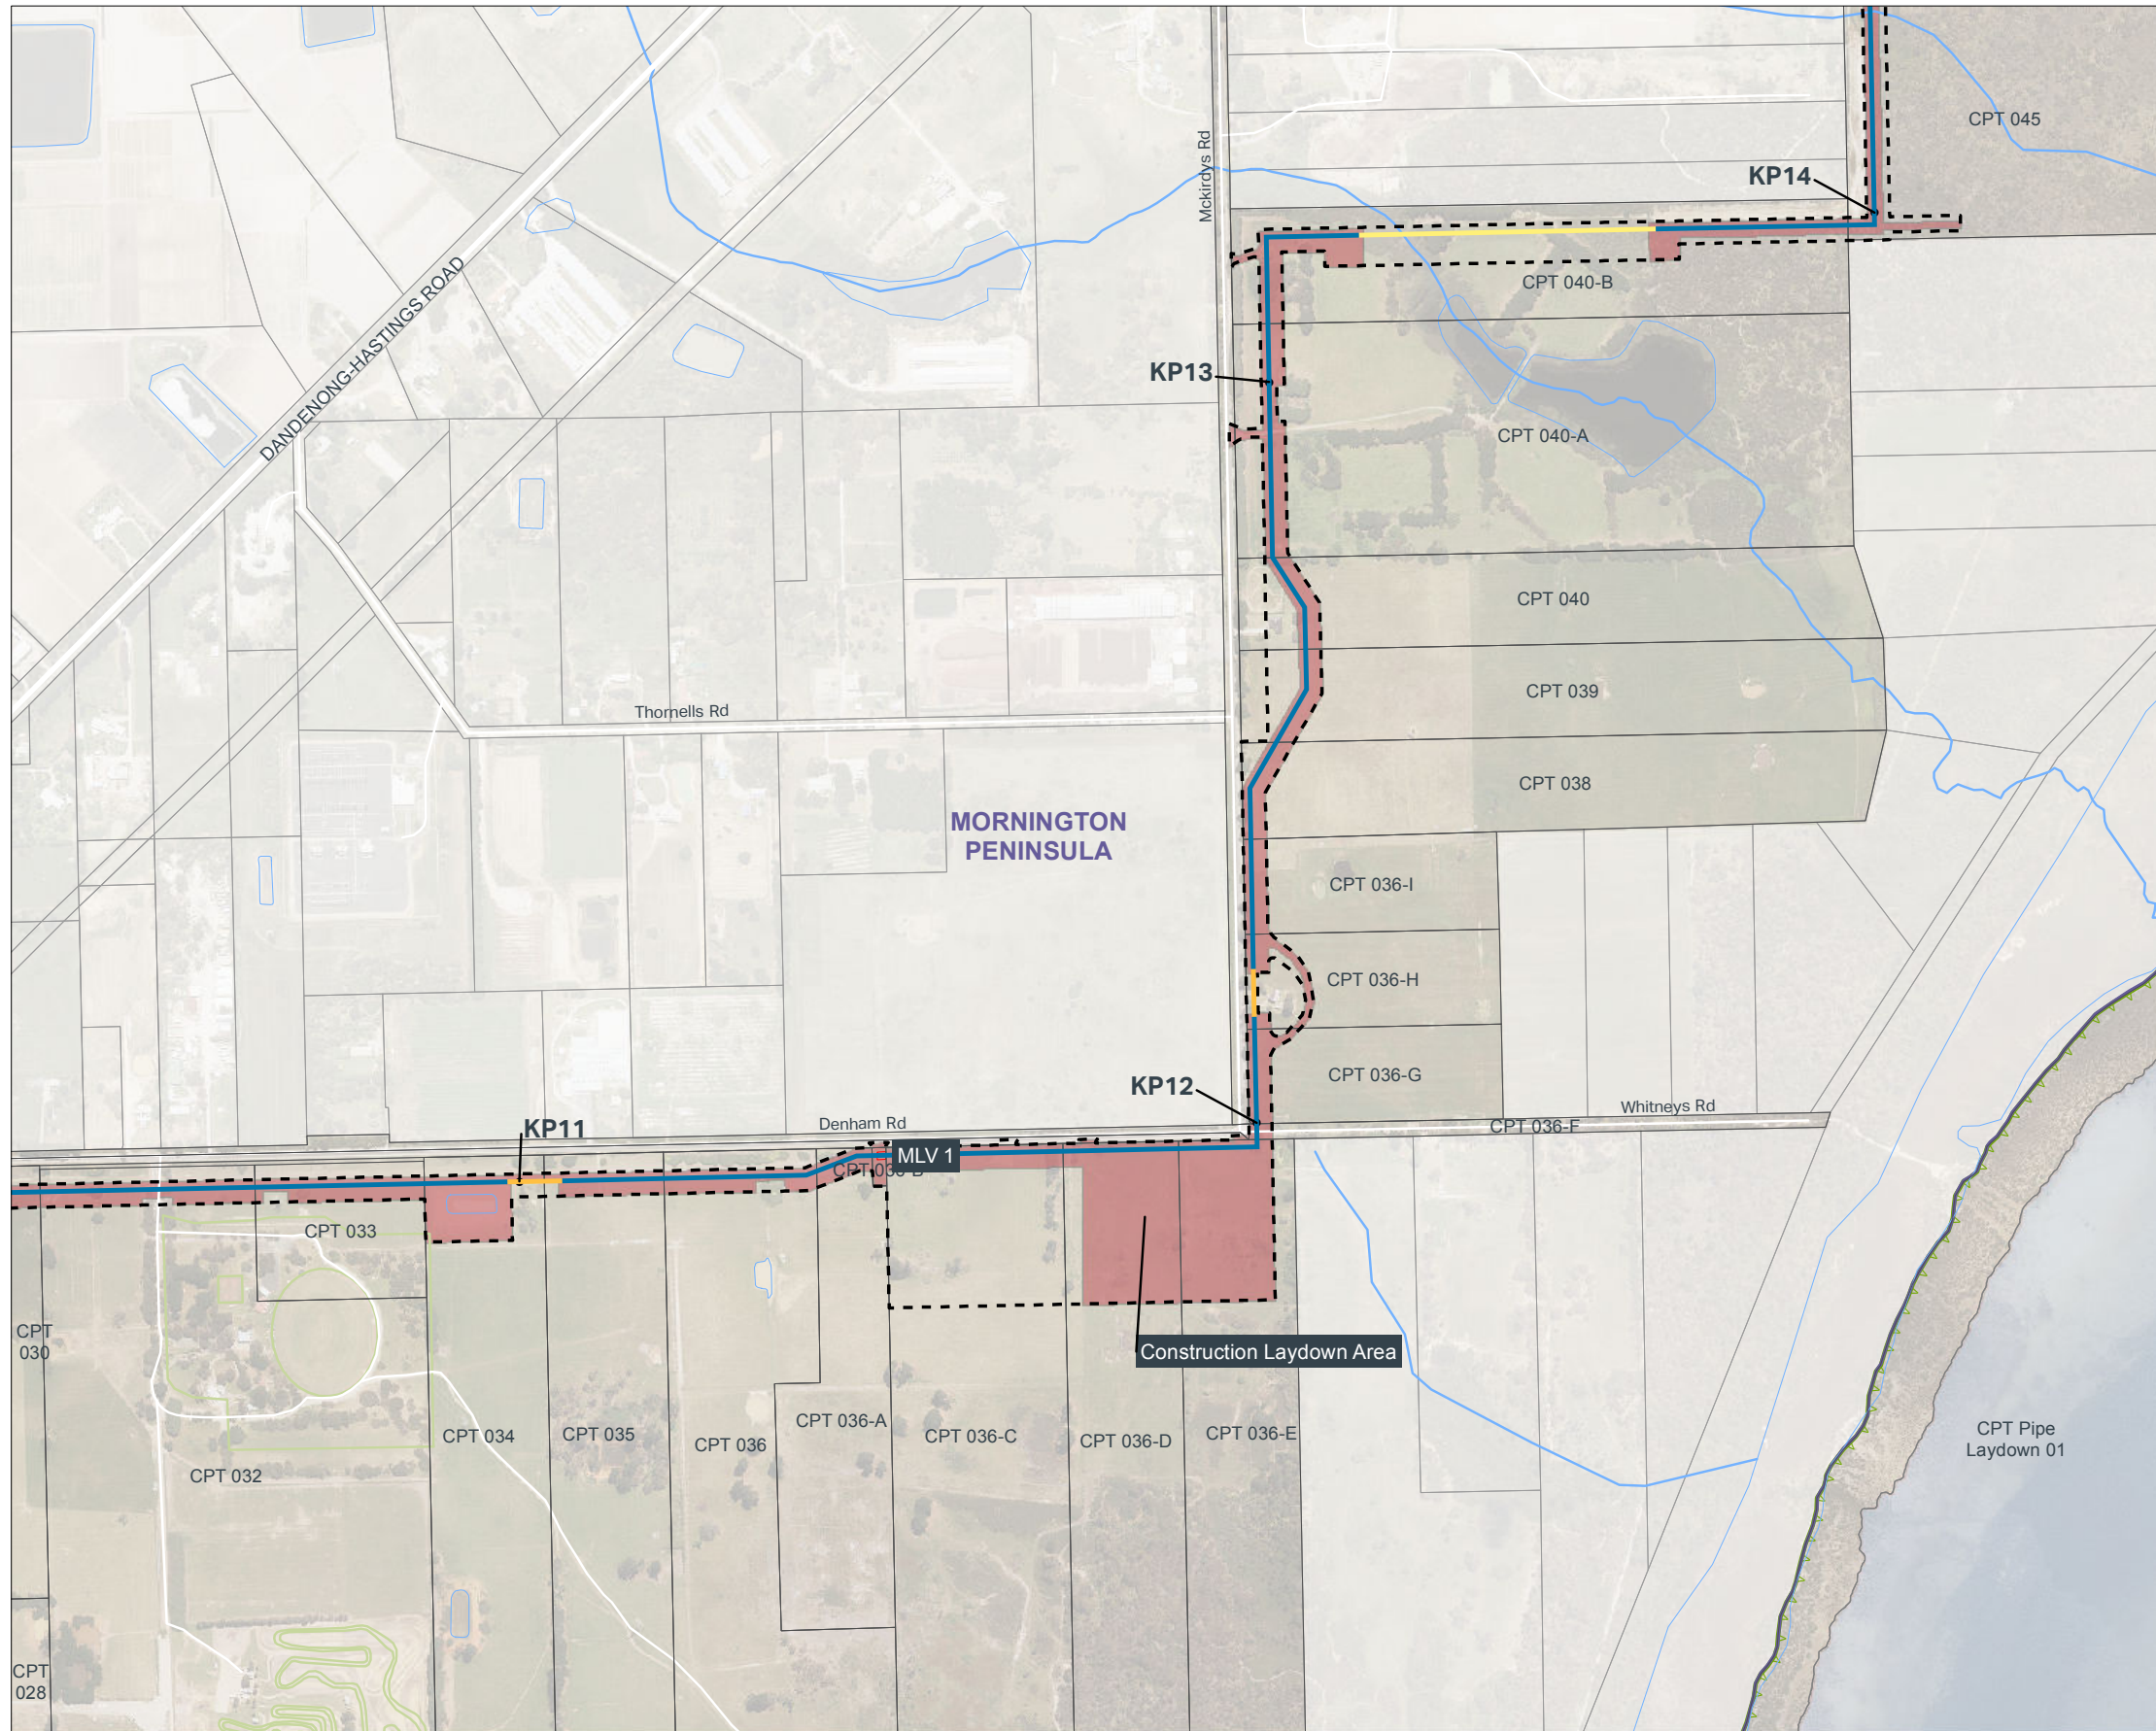 CPT 045
Mckirdys Rd
KP14
CPT 040-B
DANDENONG-HASTINGS ROAD
KP13
CPT 040-A
CPT 040
CPT 039
Thornells Rd
CPT 038
MORNINGTON
PENINSULA
CPT 036-I
CPT 036-H
CPT 036-G
KP12
Whitneys Rd
CPT 036-F
KP11
Denham Rd
MLV 1
CPT 036-B
CPT 033
CPT
030
Construction Laydown Area
CPT 034
CPT 035
CPT 036
CPT 036-A
CPT 036-C
CPT 036-D
CPT 036-E
CPT Pipe
Laydown 01
CPT 032
CPT
028